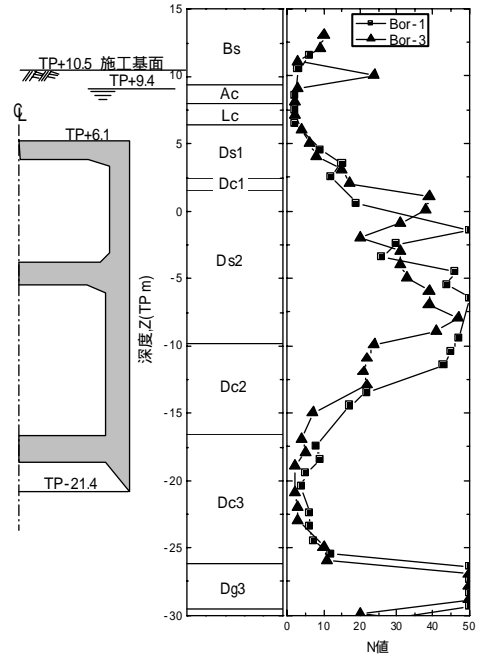 TP+10.5 施工基面
TP+9.4
℄
TP+6.1
TP-21.4
深度,Z(TP m)
15
10
5
0
-5
-10
-15
-20
-25
-30
Bs
Ac
Lc
Ds1
Dc1
Ds2
Dc2
Dc3
Dg3
Bor-1
Bor-3
0 10 20 30 40 50
N値